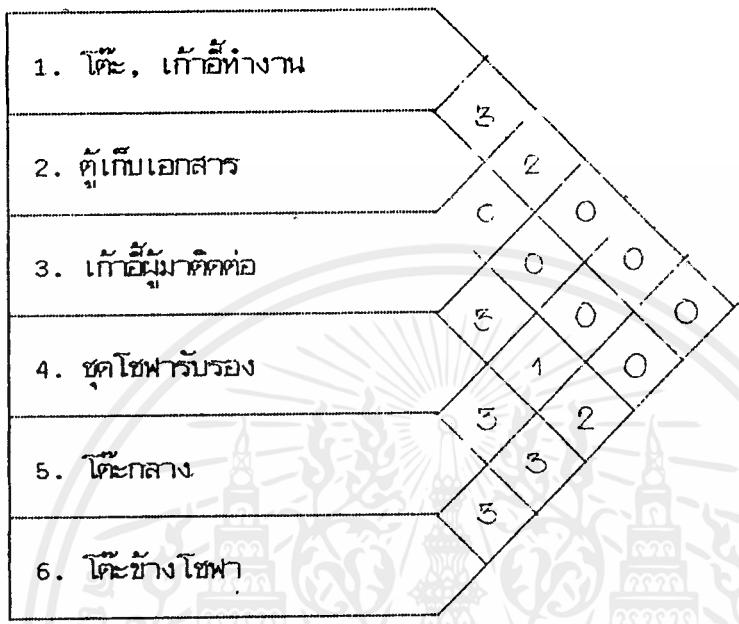 1. โต๊ะ, เก้าอี้ทำงาน
3
2. ตู้เก็บเอกสาร 2
0 0
3. เก้าอี้ผู้มาติดต่อ 0 0
3 0 0
4. ชุดโซฟารับรอง 1 0
3 2
5. โต๊ะกลาง 3
3
6. โต๊ะข้างโซฟา